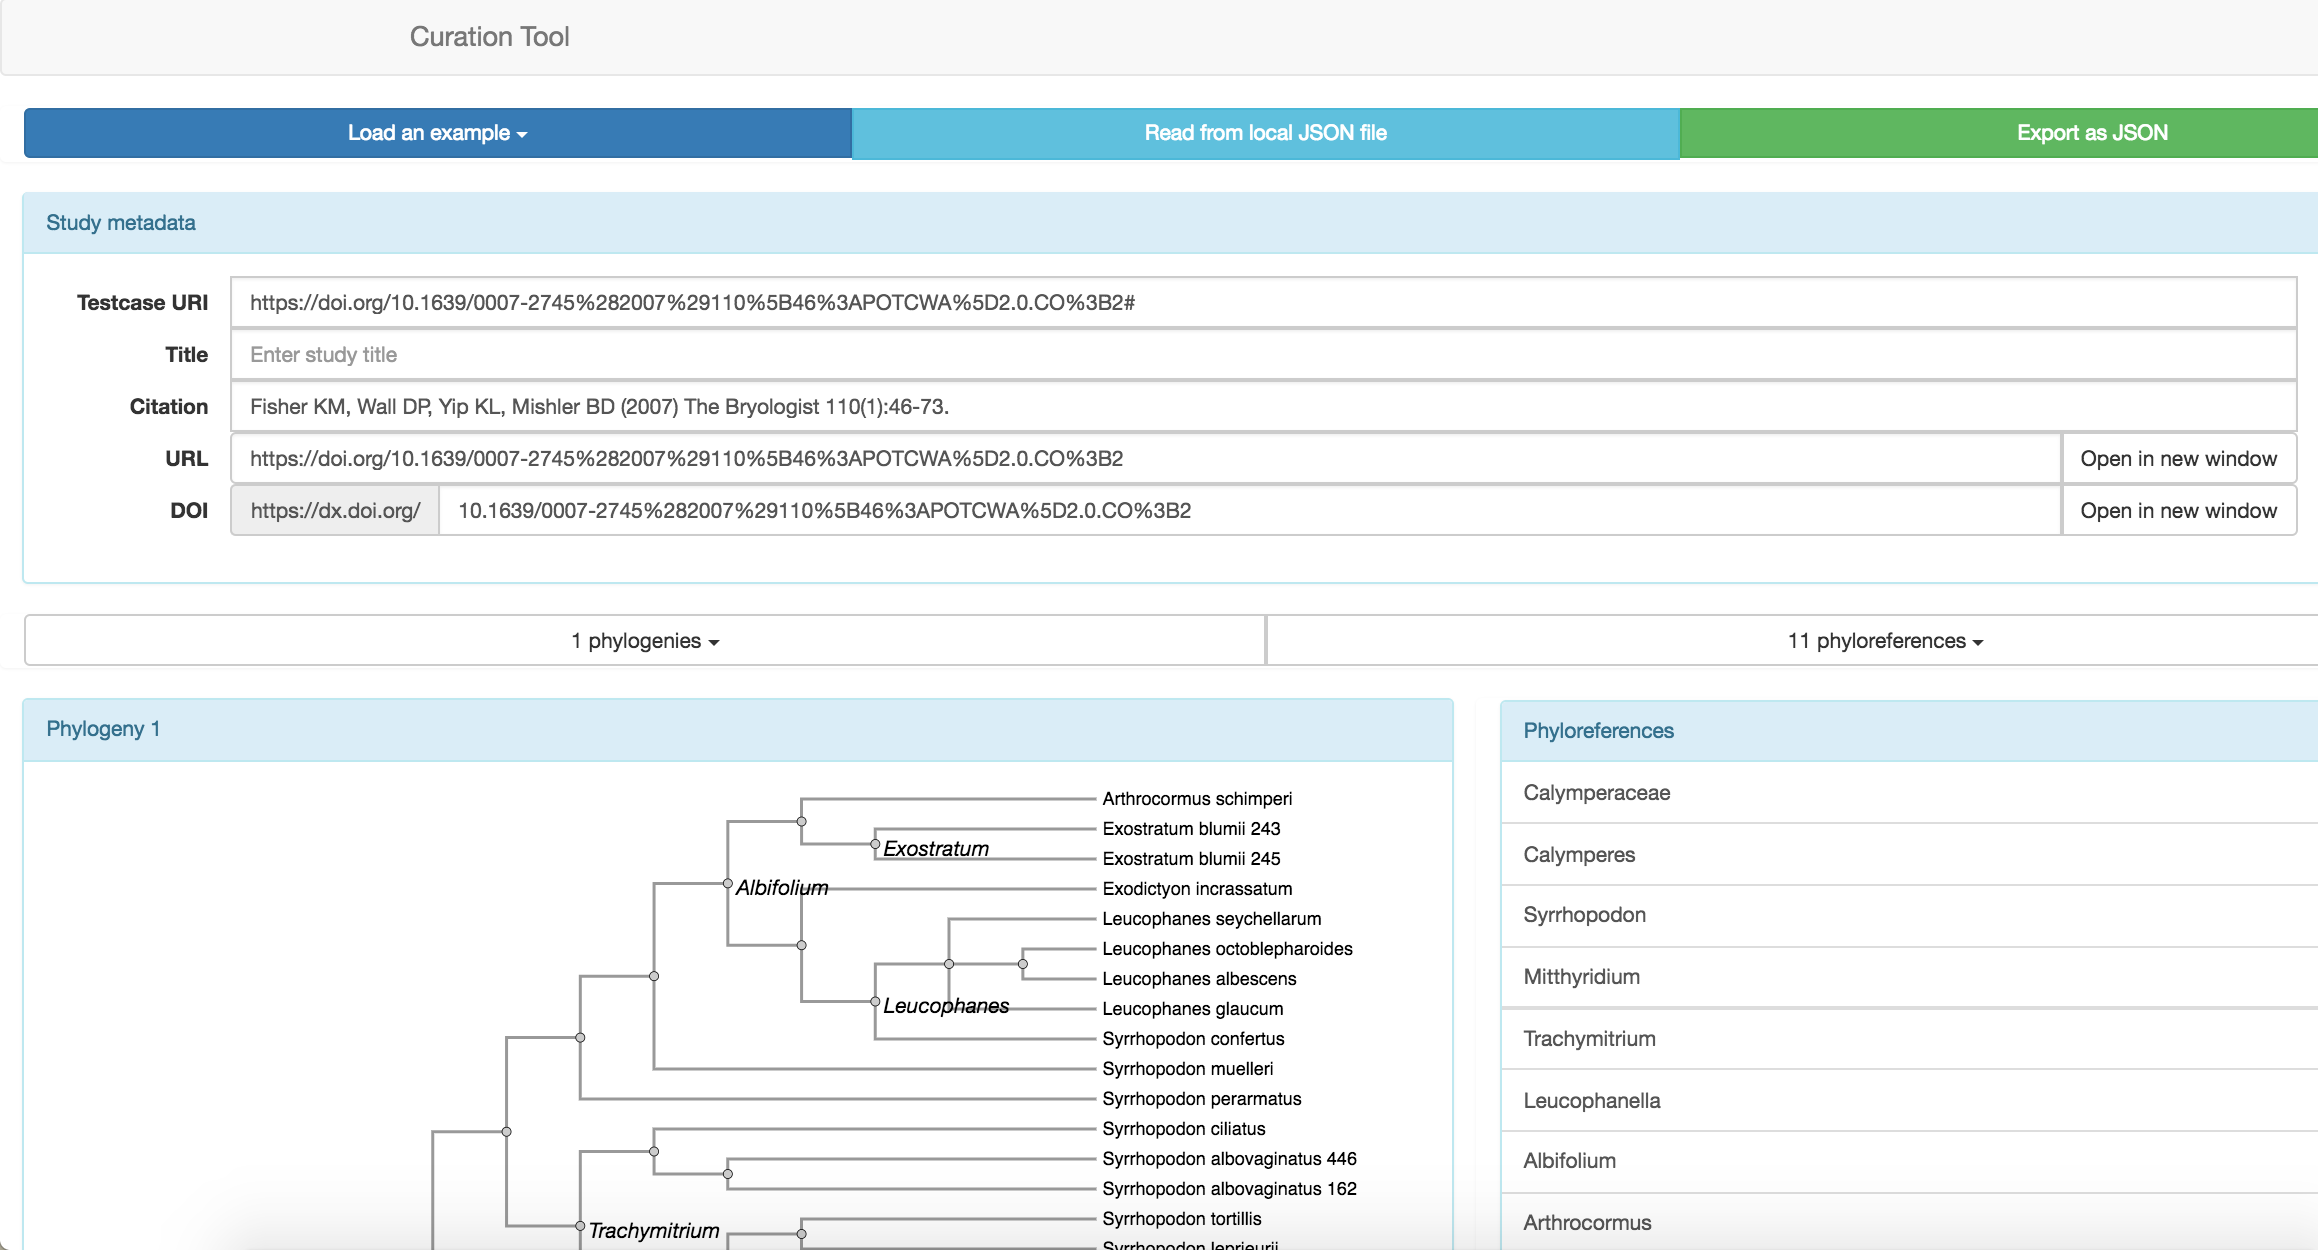 Curation Tool
Load an example
Read from local JSON file
Export as JSON
Study metadata
Testcase URI
https://doi.org/10.1639/0007-2745%282007%29110%5B46%3APOTCWA%5D2.0.CO%3B2#
Title
Enter study title
Citation
Fisher KM, Wall DP, Yip KL, Mishler BD (2007) The Bryologist 110(1):46-73.
URL
https://doi.org/10.1639/0007-2745%282007%29110%5B46%3APOTCWA%5D2.0.CO%3B2
Open in new window
DOI
https://dx.doi.org/
10.1639/0007-2745%282007%29110%5B46%3APOTCWA%5D2.0.CO%3B2
Open in new window
1 phylogenies
11 phyloreferences
Phylogeny 1
Arthrocormus schimperi
Exostratum blumii 243
Exostratum
Exostratum blumii 245
Albifolium
Exodictyon incrassatum
Leucophanes seychellarum
Leucophanes octoblepharoides
Leucophanes albescens
Leucophanes
Leucophanes glaucum
Syrrhopodon confertus
Syrrhopodon muelleri
Syrrhopodon perarmatus
Syrrhopodon ciliatus
Syrrhopodon albovaginatus 446
Syrrhopodon albovaginatus 162
Syrrhopodon tortillis
Trachymitrium
Syrrhopodon leprieurii
Phyloreferences
Calymperaceae
Calymperes
Syrrhopodon
Mitthyridium
Trachymitrium
Leucophanella
Albifolium
Arthrocormus